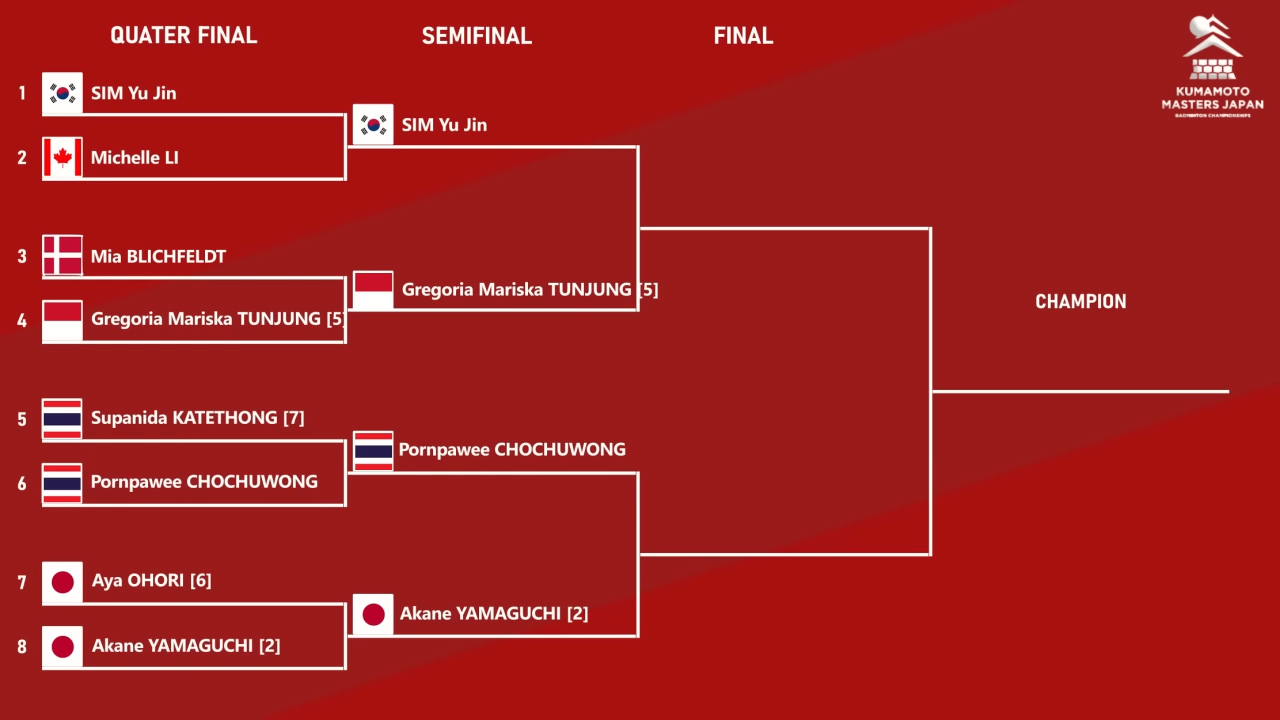 QUATER FINAL
SEMIFINAL
FINAL
KUMAMOTO
MASTERS JAPAN
BADMINTON CHAMPIONSHIPS
1 SIM Yu Jin
SIM Yu Jin
2 Michelle LI
3 Mia BLICHFELDT
Gregoria Mariska TUNJUNG [5]
4 Gregoria Mariska TUNJUNG [5]
CHAMPION
5 Supanida KATETHONG [7]
Pornpawee CHOCHUWONG
6 Pornpawee CHOCHUWONG
7 Aya OHORI [6]
Akane YAMAGUCHI [2]
8 Akane YAMAGUCHI [2]